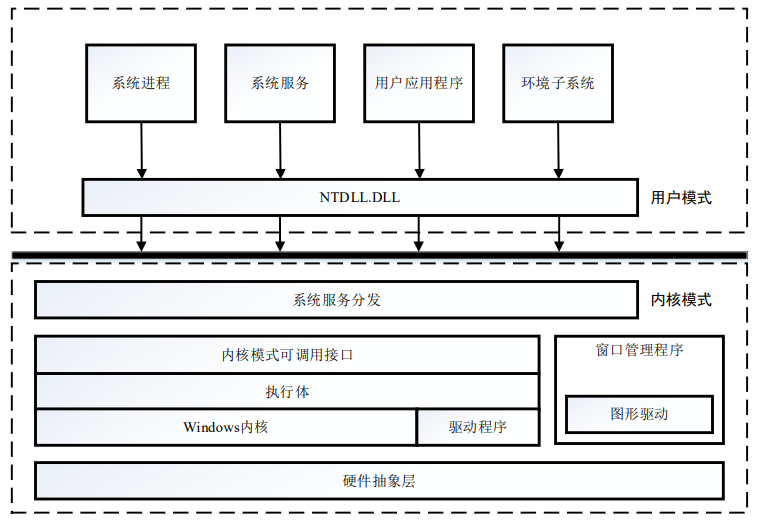 系统进程
系统服务
用户应用程序
环境子系统
NTDLL.DLL
用户模式
系统服务分发
内核模式
内核模式可调用接口
窗口管理程序
执行体
Windows内核
驱动程序
图形驱动
硬件抽象层